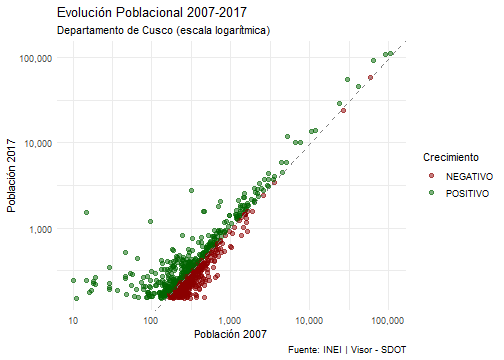 Evolución Poblacional 2007-2017
Departamento de Cusco (escala logarítmica)
Población 2017
100,000
10,000
1,000
10
100
1,000
10,000
100,000
Población 2007
Crecimiento
NEGATIVO
POSITIVO
Fuente: INEI | Visor - SDOT